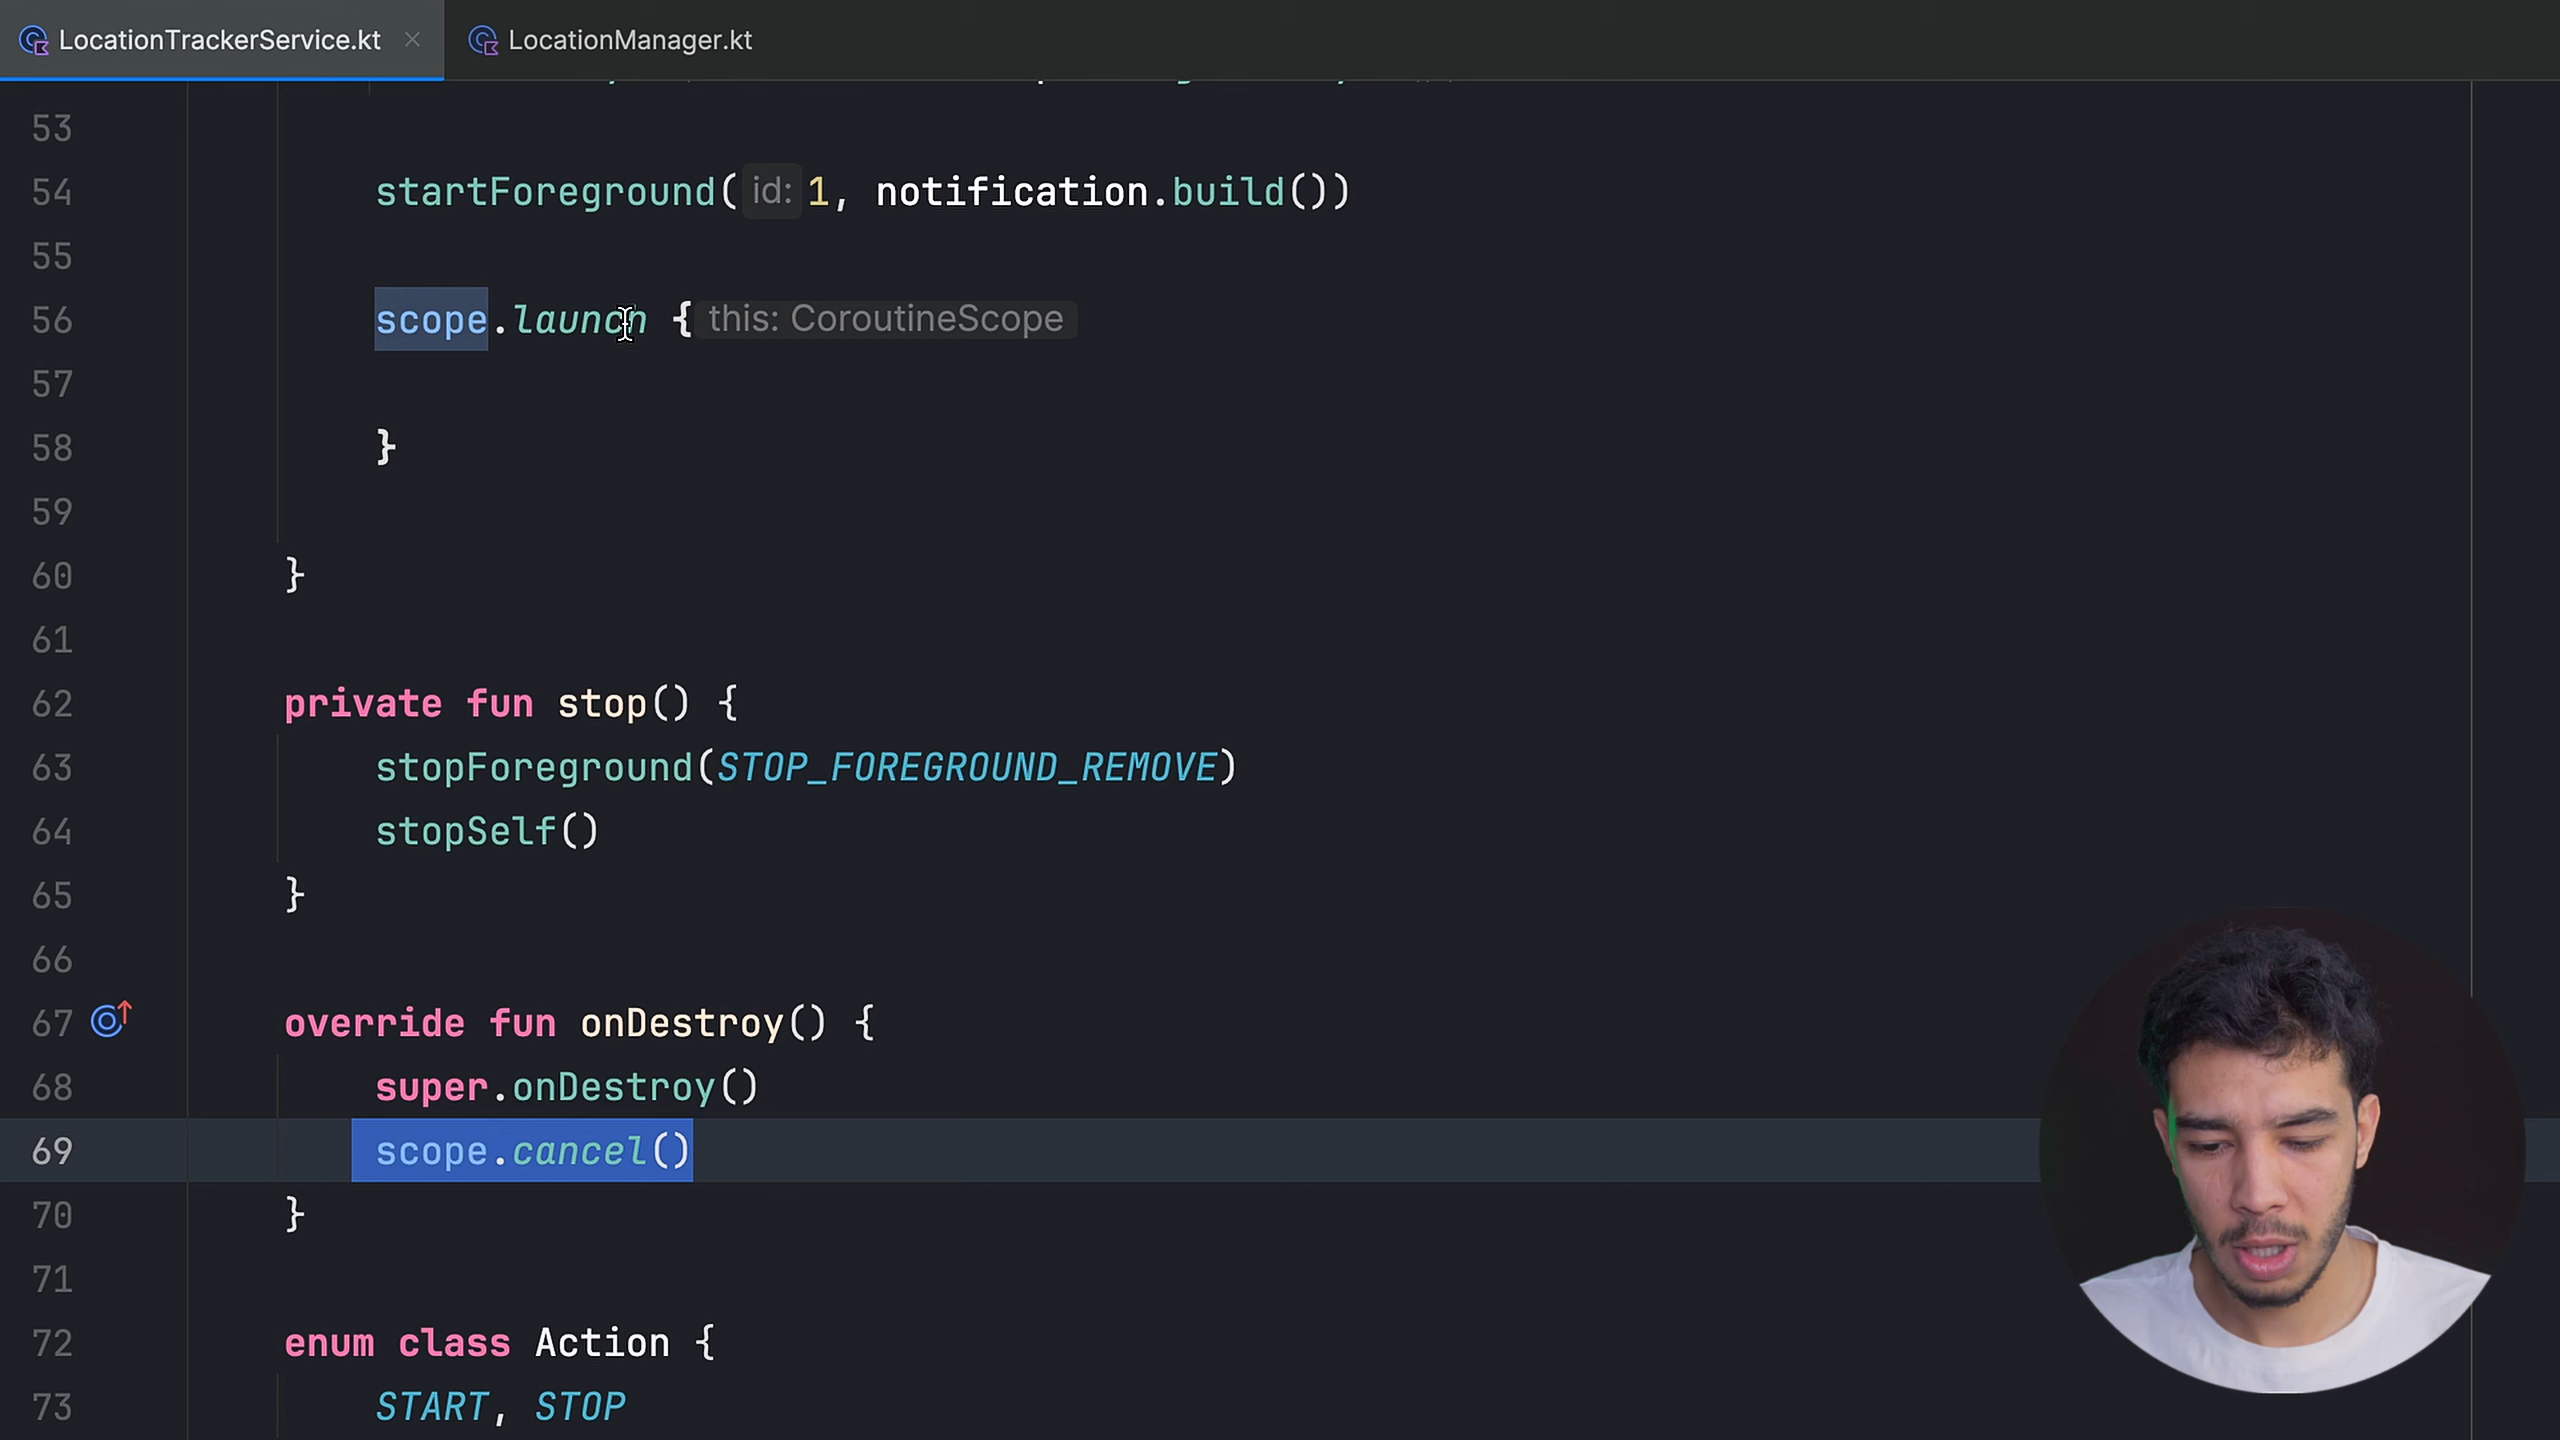 LocationTrackerService.kt
LocationManager.kt
53
54 startForeground( id: 1, notification.build())
55
56 scope.launch { this: CoroutineScope
57
58 }
59
60 }
61
62 private fun stop() {
63 stopForeground(STOP_FOREGROUND_REMOVE)
64 stopSelf()
65 }
66
67 override fun onDestroy() {
68 super.onDestroy()
69 scope.cancel()
70 }
71
72 enum class Action {
73 START, STOP